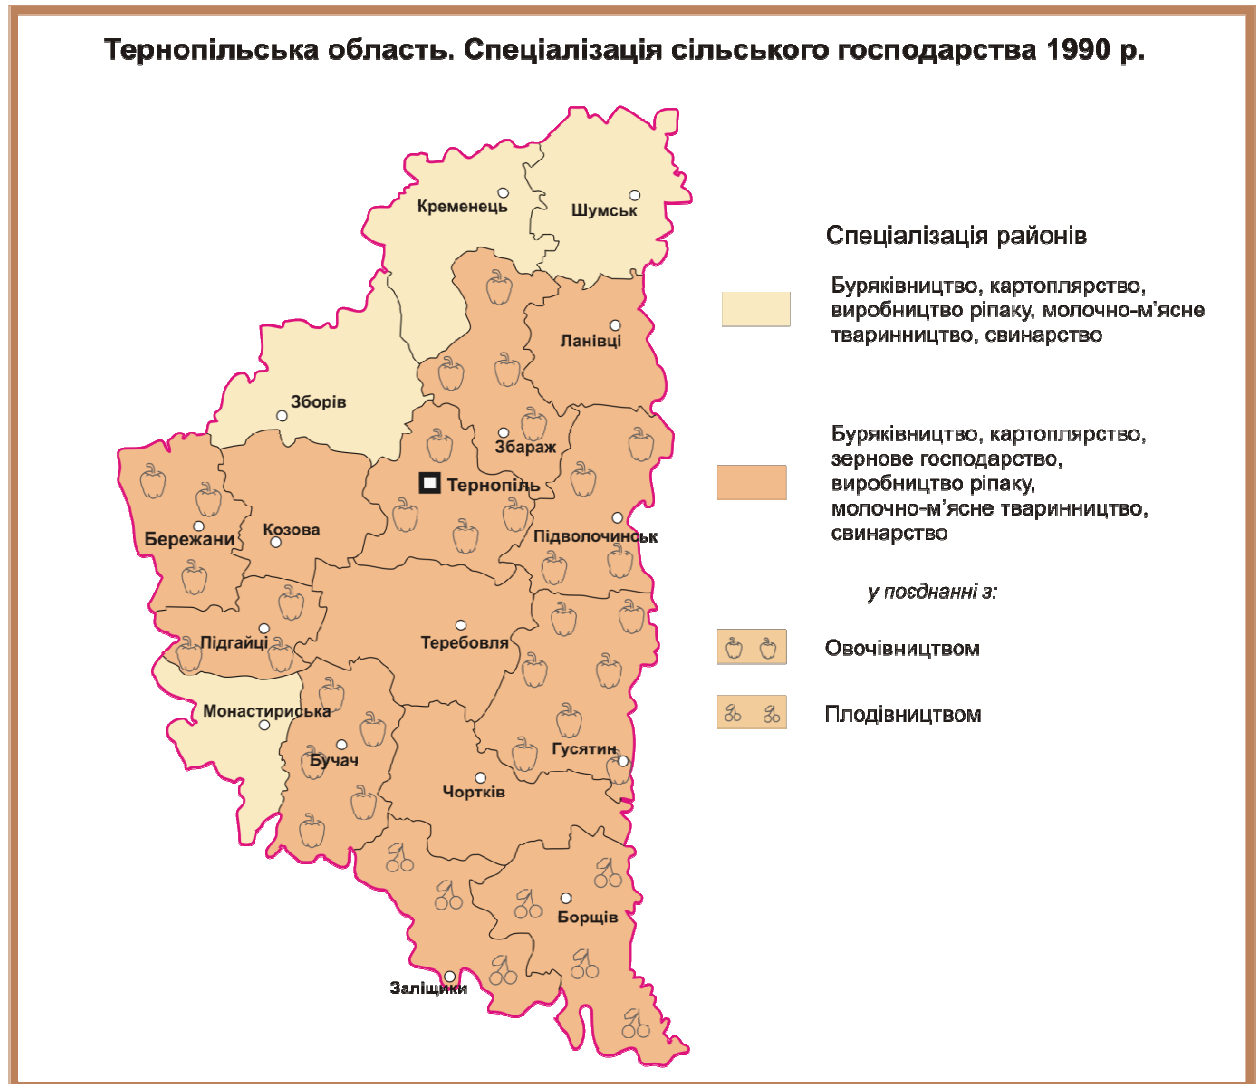 Тернопільська область. Спеціалізація сільського господарства 1990 р.
Кременець
Шумськ
Спеціалізація районів
Буряківництво, картоплярство,
виробництво ріпаку, молочно-м'ясне
тваринництво, свинарство
Ланівці
Зборів
Збараж
Буряківництво, картоплярство,
зернове господарство,
виробництво ріпаку,
молочно-м'ясне тваринництво,
свинарство
Тернопіль
Бережани
Козова
Підволочинськ
у поєднанні з:
Підгайці
Теребовля
Овочівництвом
Монастириська
Плодівництвом
Бучач
Гусятин
Чортків
Борщів
Заліщики